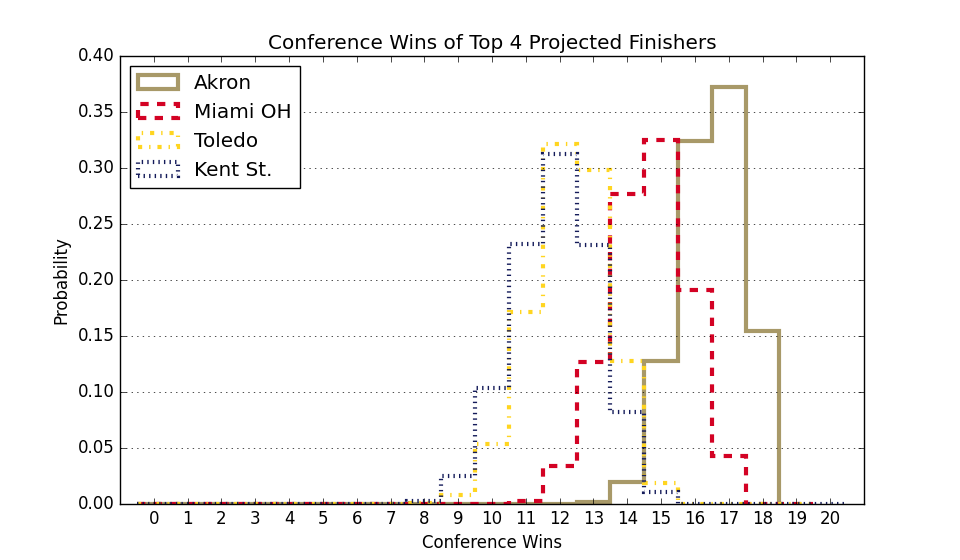 Conference Wins of Top 4 Projected Finishers
Akron
Miami OH
Toledo
Kent St.
Probability
0.40
0.35
0.30
0.25
0.20
0.15
0.10
0.05
0.00
0 1 2 3 4 5 6 7 8 9 10 11 12 13 14 15 16 17 18 19 20
Conference Wins